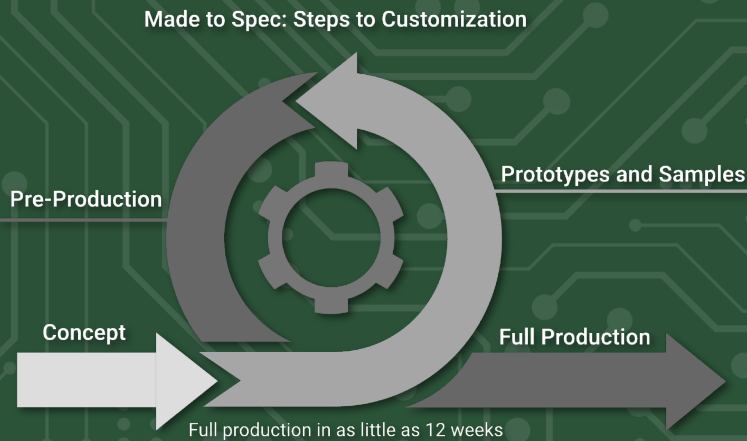 Made to Spec: Steps to Customization
Prototypes and Samples
Pre-Production
Concept
Full Production
Full production in as little as 12 weeks